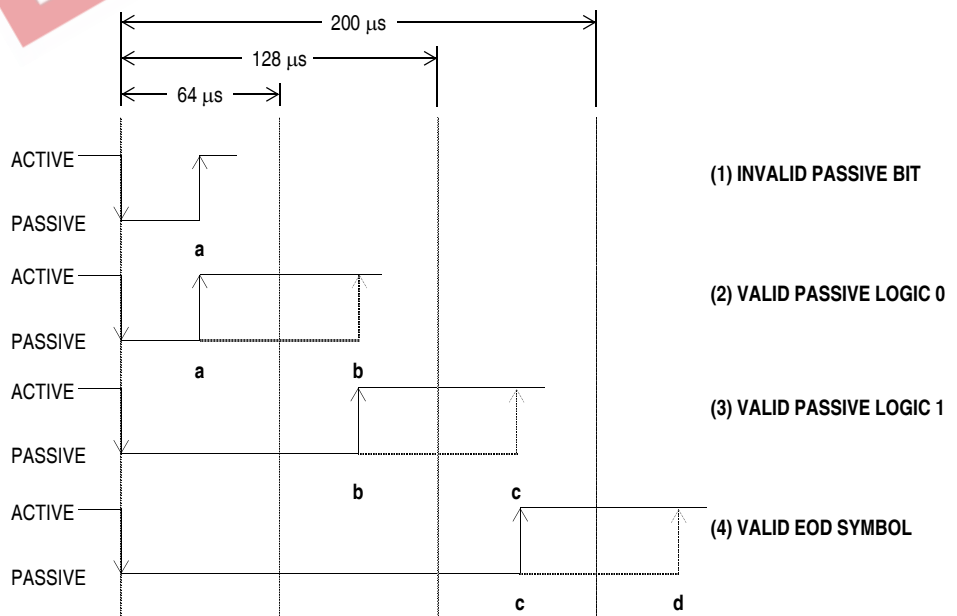 200 μs
128 μs
64 μs
ACTIVE
(1) INVALID PASSIVE BIT
PASSIVE
a
ACTIVE
(2) VALID PASSIVE LOGIC 0
PASSIVE
a b
ACTIVE
(3) VALID PASSIVE LOGIC 1
PASSIVE
b c
ACTIVE
(4) VALID EOD SYMBOL
PASSIVE
c d